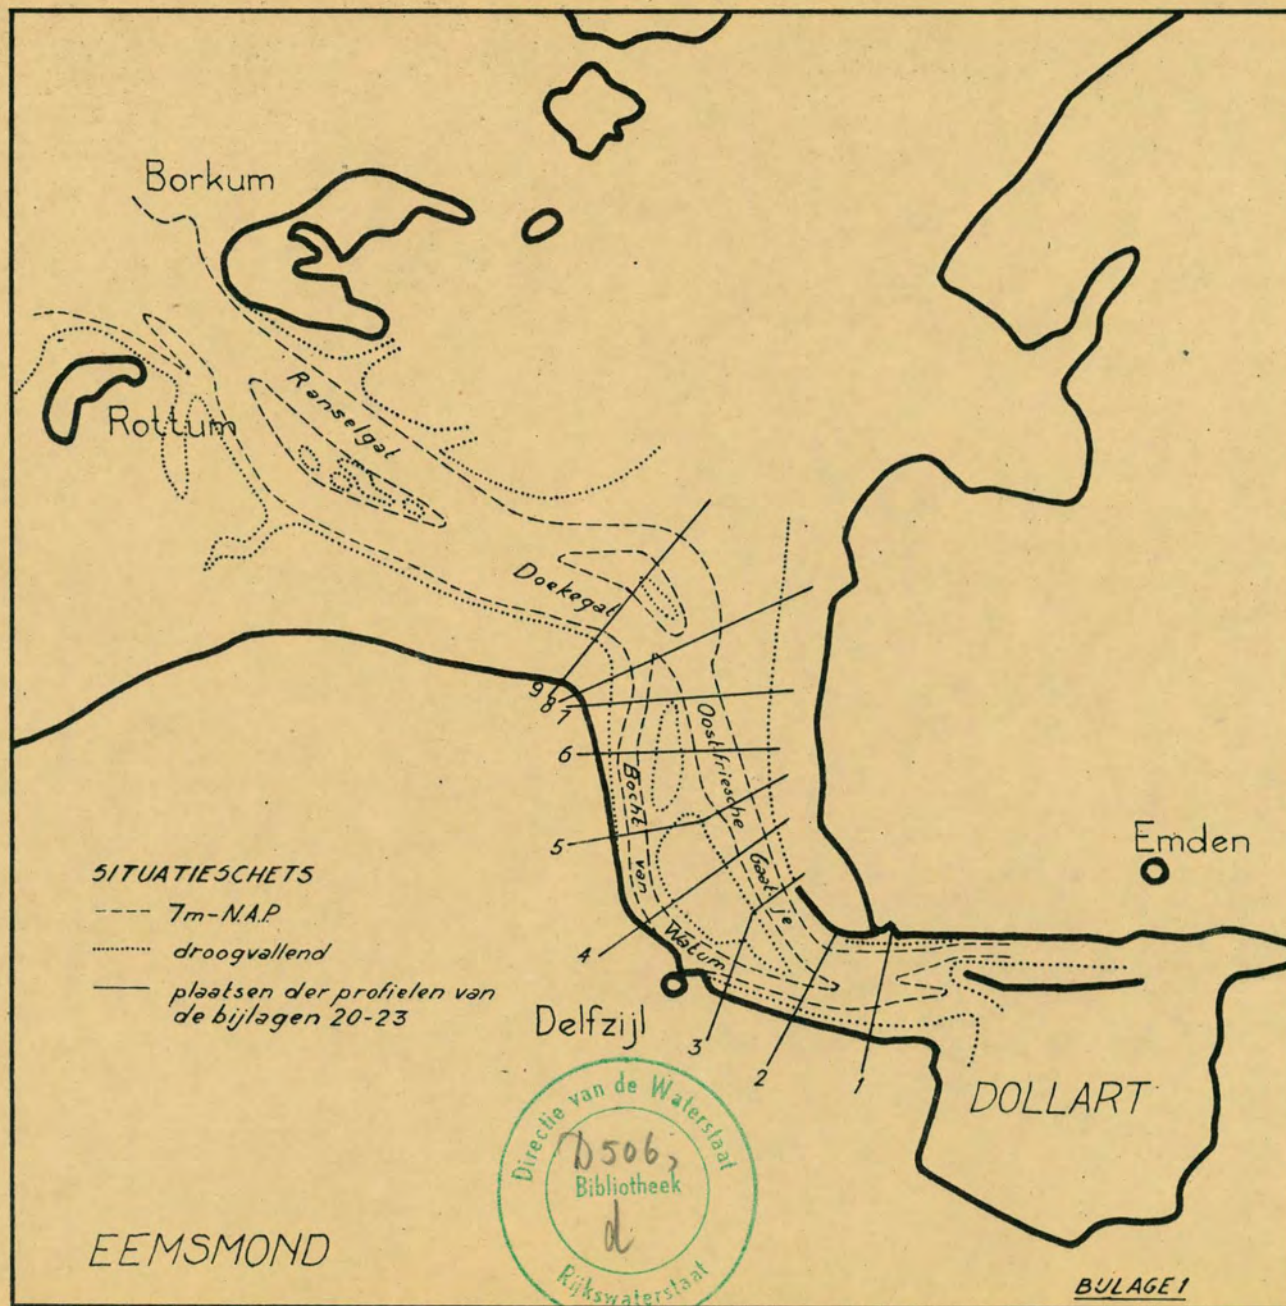 Borkum
Rottum
Ranselgat
Doekegat
9
8
7
6
5
4
3
2
1
Oostfriesche Gaatje
Bocht van Watum
Emden
Delfzijl
DOLLART
SITUATIESCHETS
7m-N.A.P.
droogvallend
plaatsen der profielen van
de bijlagen 20-23
Directie van de Waterstaat
D506,
Bibliotheek
d
Rijkswaterstaat
EEMSMOND
BIJLAGE 1